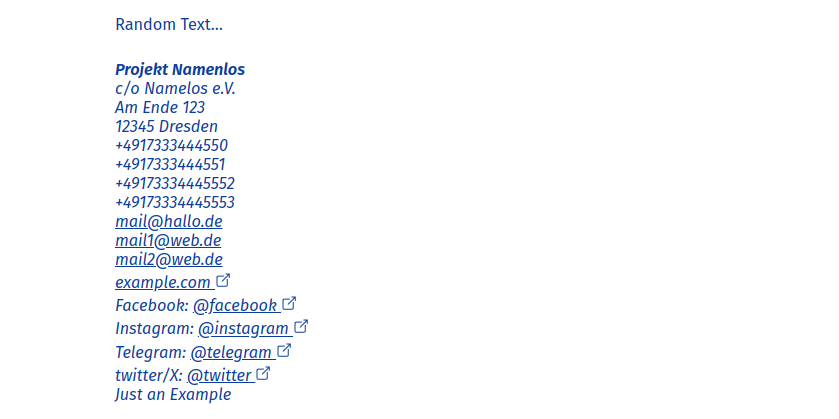 Random Text...
Projekt Namenlos
c/o Namelos e.V.
Am Ende 123
12345 Dresden
+4917333444550
+4917333444551
+49173334445552
+49173334445553
mail@hallo.de
mail1@web.de
mail2@web.de
example.com
Facebook: @facebook
Instagram: @instagram
Telegram: @telegram
twitter/X: @twitter
Just an Example